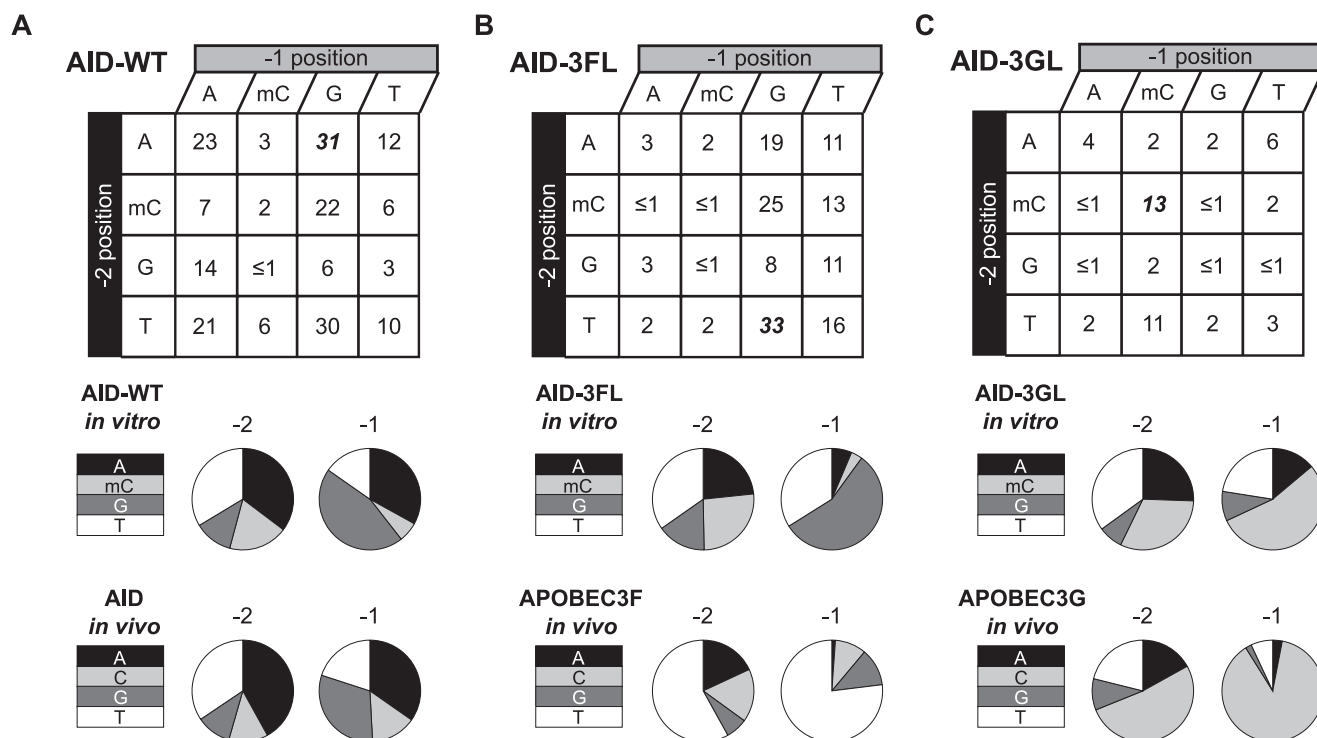 A
AID-WT
-1 position
A mC G T
-2 position
A 23 3 31 12
mC 7 2 22 6
G 14 ≤1 6 3
T 21 6 30 10
AID-WT
in vitro
-2 -1
A
mC
G
T
AID
in vivo
-2 -1
A
C
G
T
B
AID-3FL
-1 position
A mC G T
-2 position
A 3 2 19 11
mC ≤1 ≤1 25 13
G 3 ≤1 8 11
T 2 2 33 16
AID-3FL
in vitro
-2 -1
A
mC
G
T
APOBEC3F
in vivo
-2 -1
A
C
G
T
C
AID-3GL
-1 position
A mC G T
-2 position
A 4 2 2 6
mC ≤1 13 ≤1 2
G ≤1 2 ≤1 ≤1
T 2 11 2 3
AID-3GL
in vitro
-2 -1
A
mC
G
T
APOBEC3G
in vivo
-2 -1
A
C
G
T